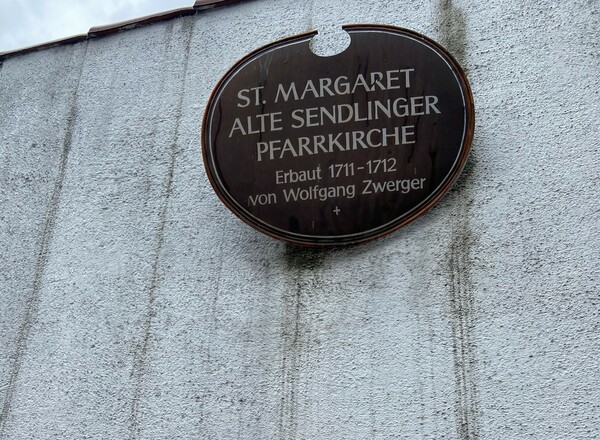 ST. MARGARET
ALTE SENDLINGER
PFARRKIRCHE
Erbaut 1711-1712
von Wolfgang Zwerger